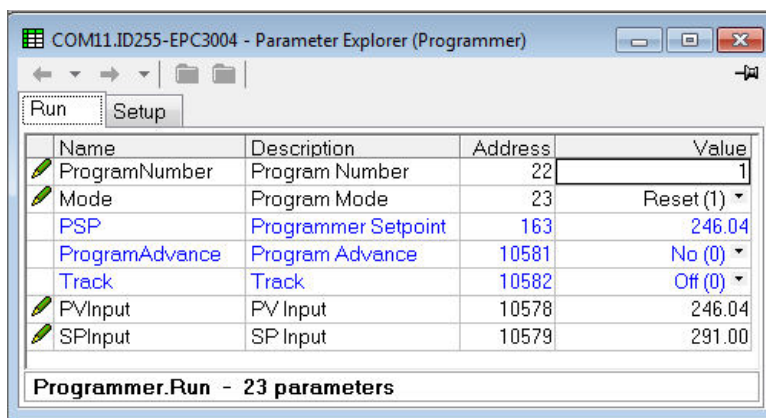 COM11.ID255-EPC3004 - Parameter Explorer (Programmer)
Run Setup
Name Description Address Value
ProgramNumber Program Number 22 1
Mode Program Mode 23 Reset (1)
PSP Programmer Setpoint 163 246.04
ProgramAdvance Program Advance 10581 No (0)
Track Track 10582 Off (0)
PVInput PV Input 10578 246.04
SPInput SP Input 10579 291.00
Programmer.Run - 23 parameters